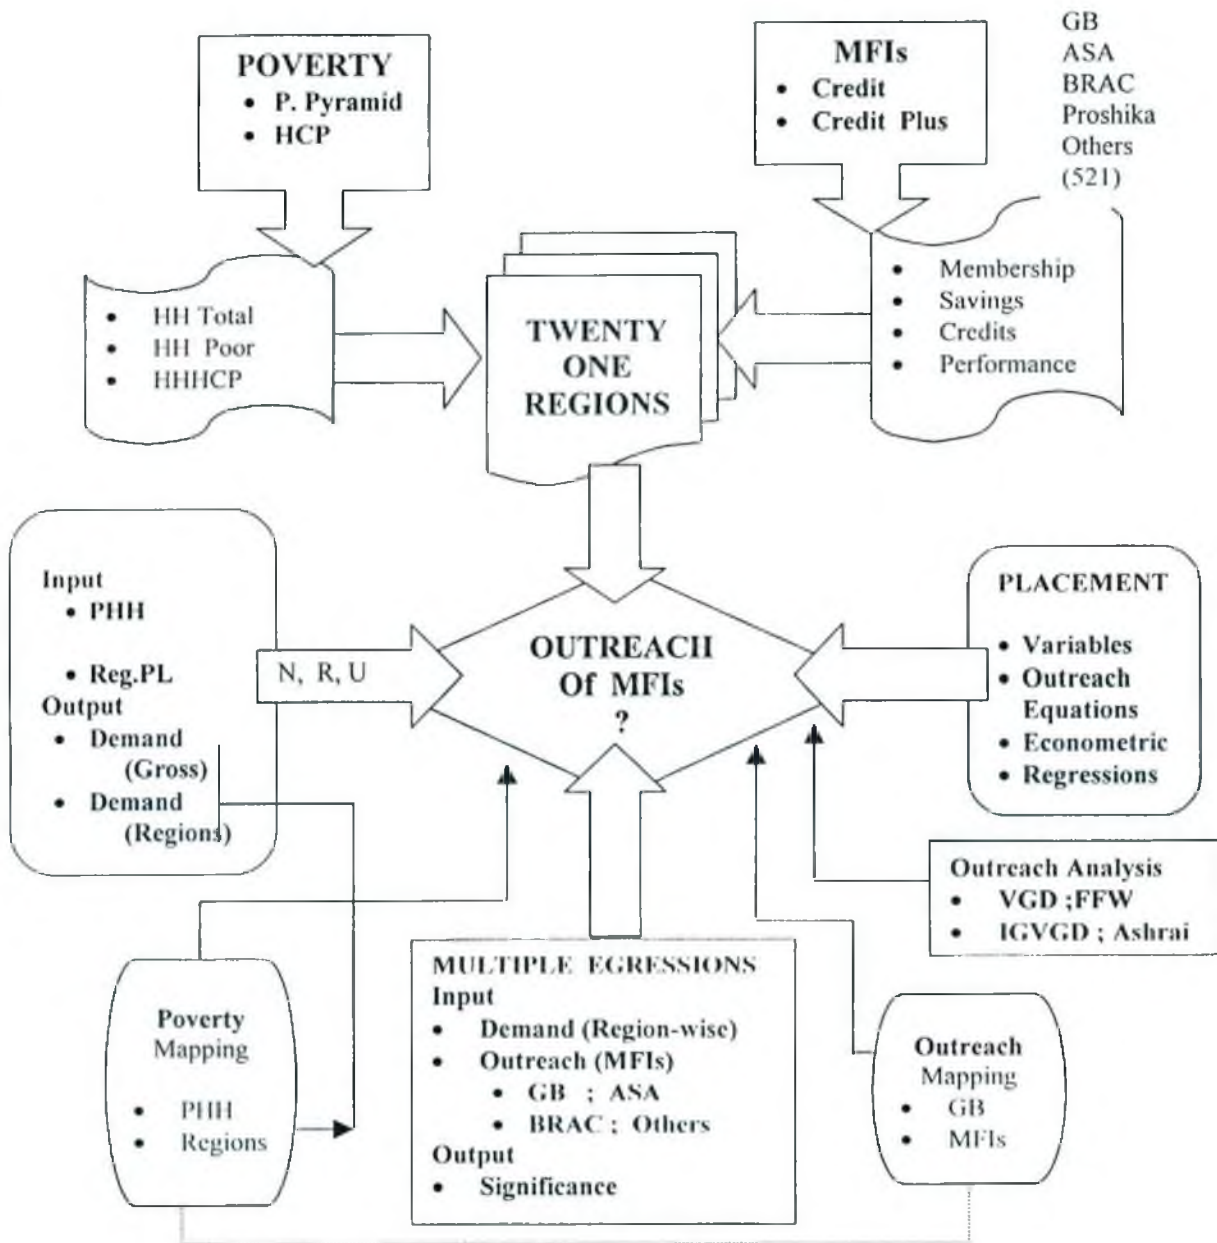 POVERTY
• P. Pyramid
• HCP
MFIs
• Credit
• Credit Plus
GB
ASA
BRAC
Proshika
Others
(521)
• HH Total
• HH Poor
• HHHCP
TWENTY
ONE
REGIONS
• Membership
• Savings
• Credits
• Performance
Input
• PHH
• Reg.PL
Output
• Demand
(Gross)
• Demand
(Regions)
N, R, U
OUTREACH
Of MFIs
?
PLACEMENT
• Variables
• Outreach
Equations
• Econometric
• Regressions
Outreach Analysis
• VGD ;FFW
• IGVGD ; Ashrai
Poverty
Mapping
• PHH
• Regions
MULTIPLE EGRESSIONS
Input
• Demand (Region-wise)
• Outreach (MFIs)
• GB ; ASA
• BRAC ; Others
Output
• Significance
Outreach
Mapping
• GB
• MFIs